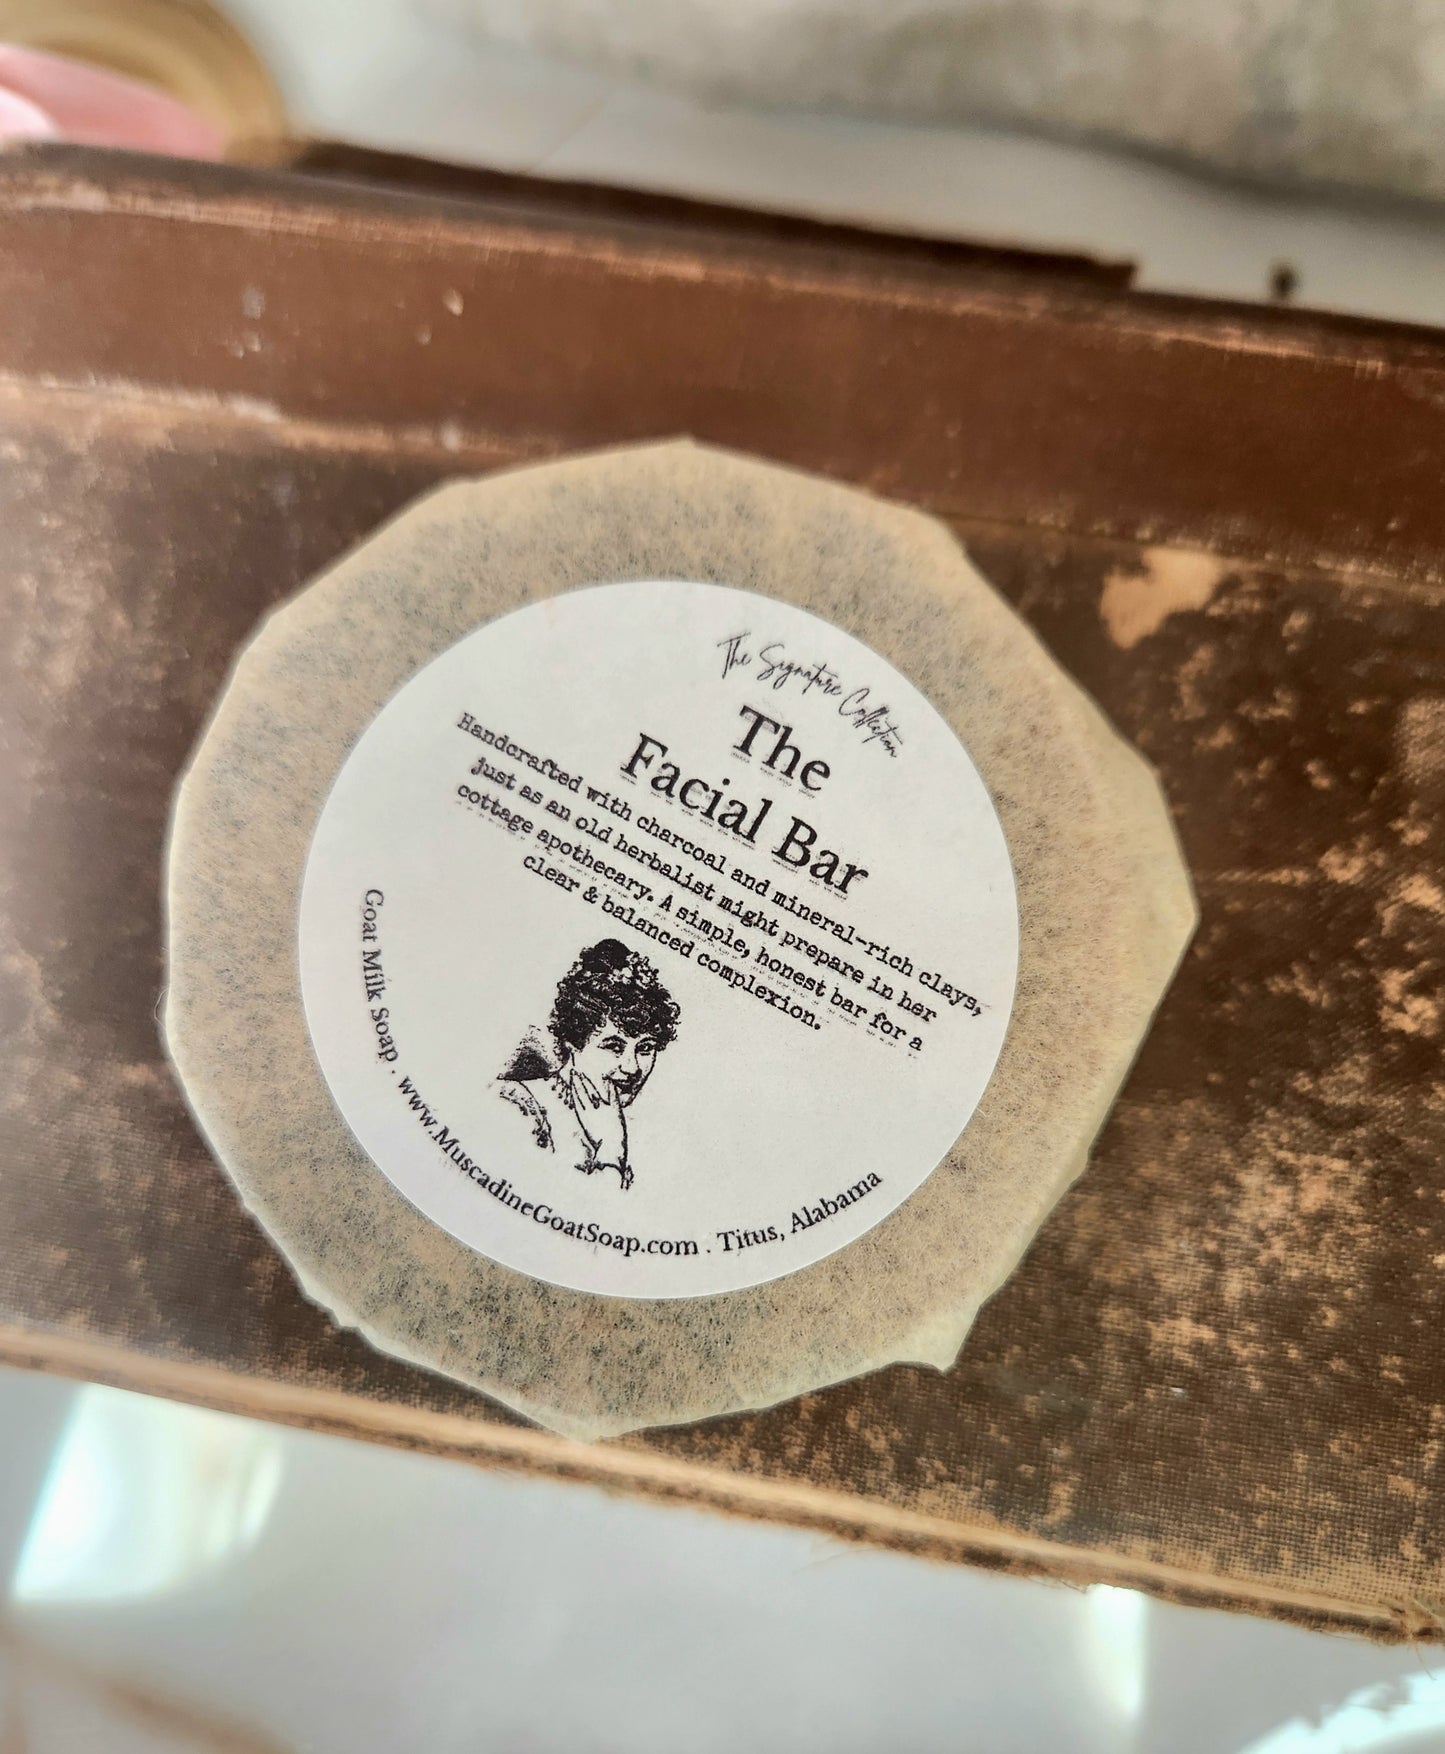 The Signature Collection
The
Facial Bar
Handcrafted with charcoal and mineral-rich clays,
just as an old herbalist might prepare in her
cottage apothecary. A simple, honest bar for a
clear & balanced complexion.
Goat Milk Soap . www.MuscadineGoatSoap.com . Titus, Alabama